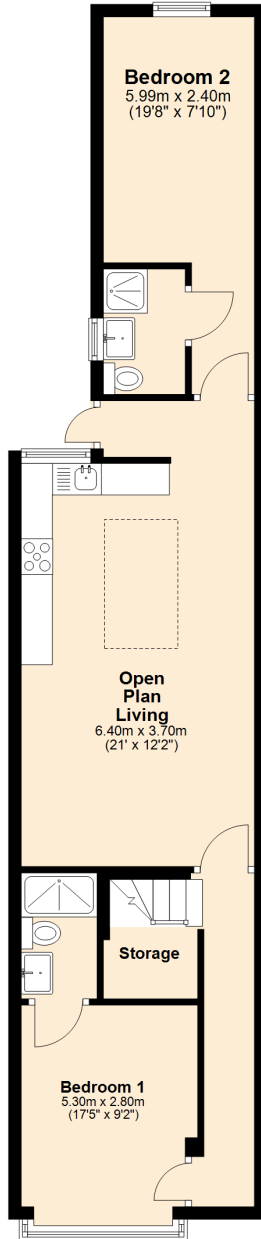 Bedroom 2
5.99m x 2.40m
(19'8" x 7'10")
Open
Plan
Living
6.40m x 3.70m
(21' x 12'2")
Storage
Bedroom 1
5.30m x 2.80m
(17'5" x 9'2")